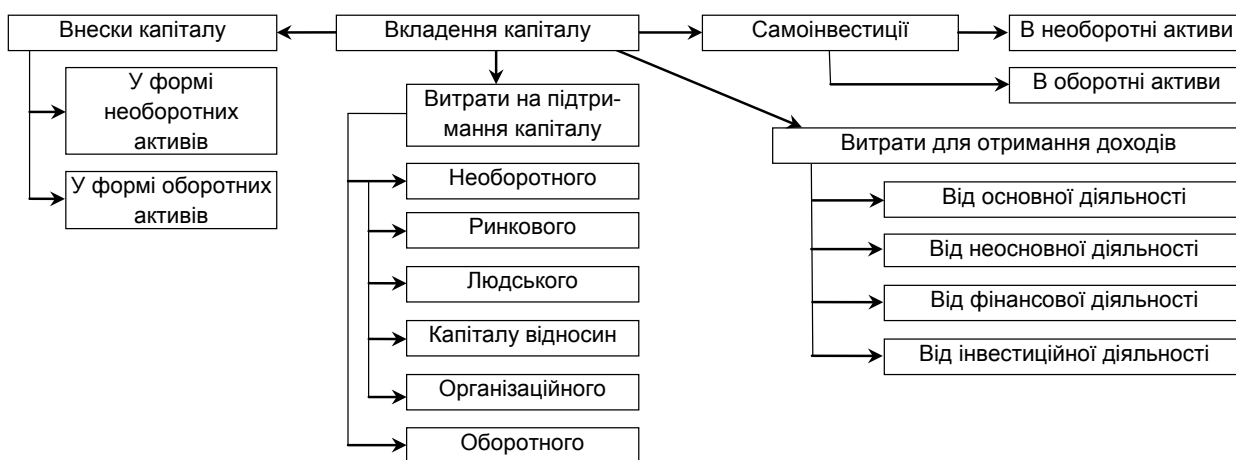 Внески капіталу
Вкладення капіталу
Самоінвестиції
В необоротні активи
У формі
необоротних
активів
У формі оборотних
активів
Витрати на підтри-
мання капіталу
Необоротного
Ринкового
Людського
Капіталу відносин
Організаційного
Оборотного
В оборотні активи
Витрати для отримання доходів
Від основної діяльності
Від неосновної діяльності
Від фінансової діяльності
Від інвестиційної діяльності